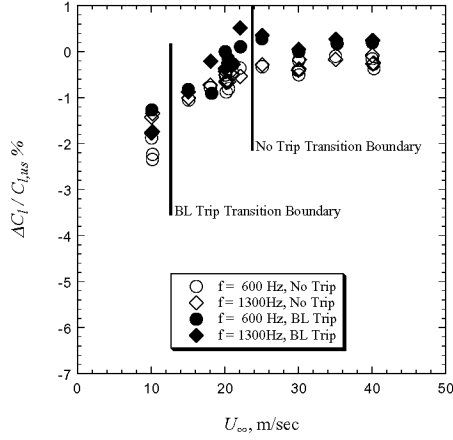 1
0
-1
-2
-3
-4
-5
-6
-7
ΔC_l / C_l,us %
No Trip Transition Boundary
BL Trip Transition Boundary
f = 600 Hz, No Trip
f = 1300Hz, No Trip
f = 600 Hz, BL Trip
f = 1300Hz, BL Trip
0 10 20 30 40 50
U∞, m/sec